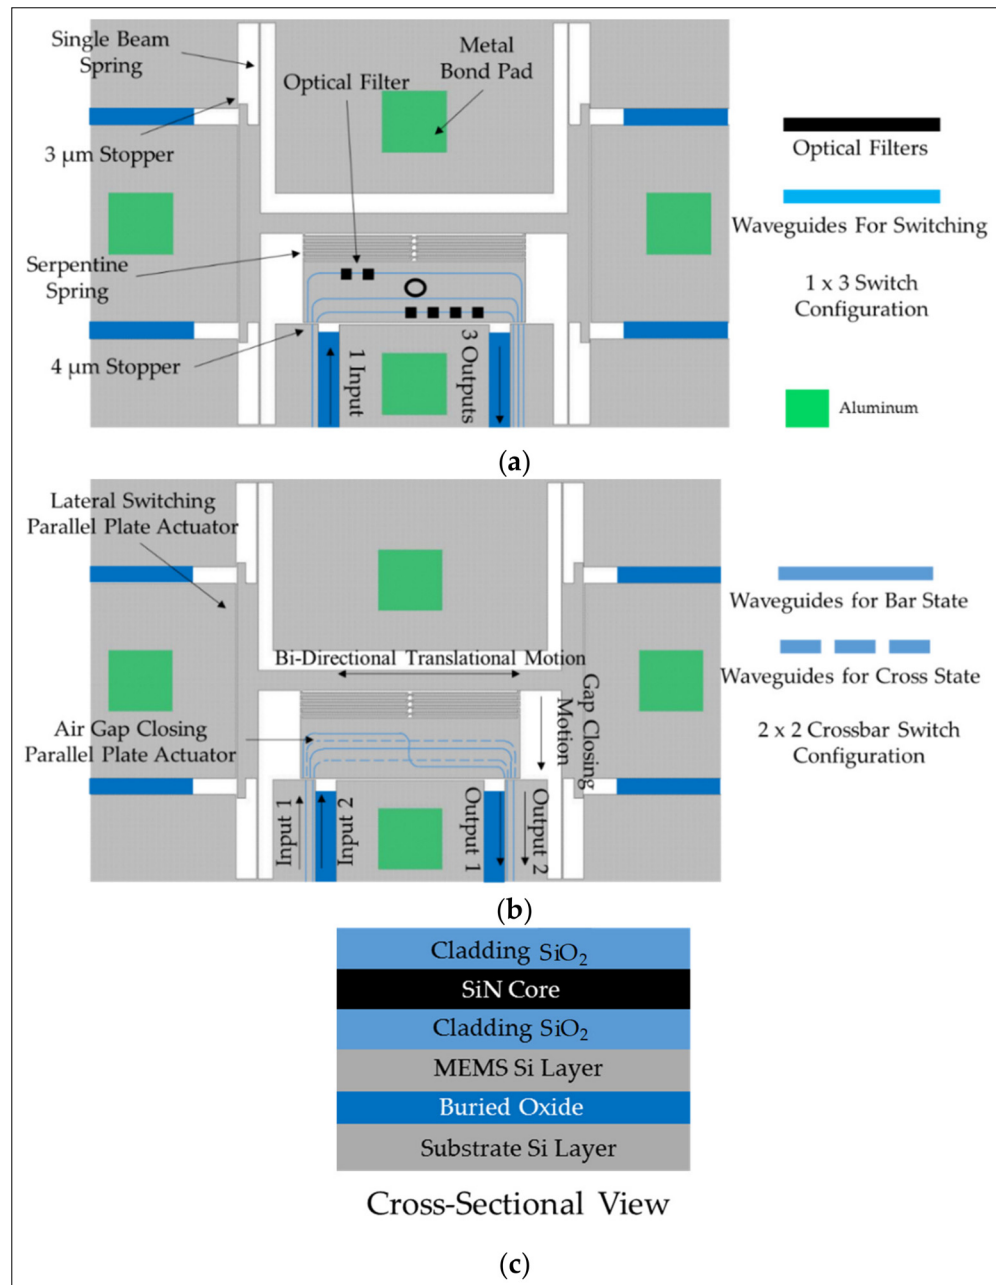 Single Beam
Spring
Metal
Bond Pad
Optical Filter
3 µm Stopper
Optical Filters
Waveguides For Switching
Serpentine
Spring
1 x 3 Switch
Configuration
4 µm Stopper
1 Input
3 Outputs
Aluminum
(a)
Lateral Switching
Parallel Plate Actuator
Waveguides for Bar State
Bi-Directional Translational Motion
Gap Closing
Motion
Waveguides for Cross State
Air Gap Closing
Parallel Plate Actuator
2 x 2 Crossbar Switch
Configuration
Input 1
Input 2
Output 1
Output 2
(b)
Cladding SiO₂
SiN Core
Cladding SiO₂
MEMS Si Layer
Buried Oxide
Substrate Si Layer
Cross-Sectional View
(c)